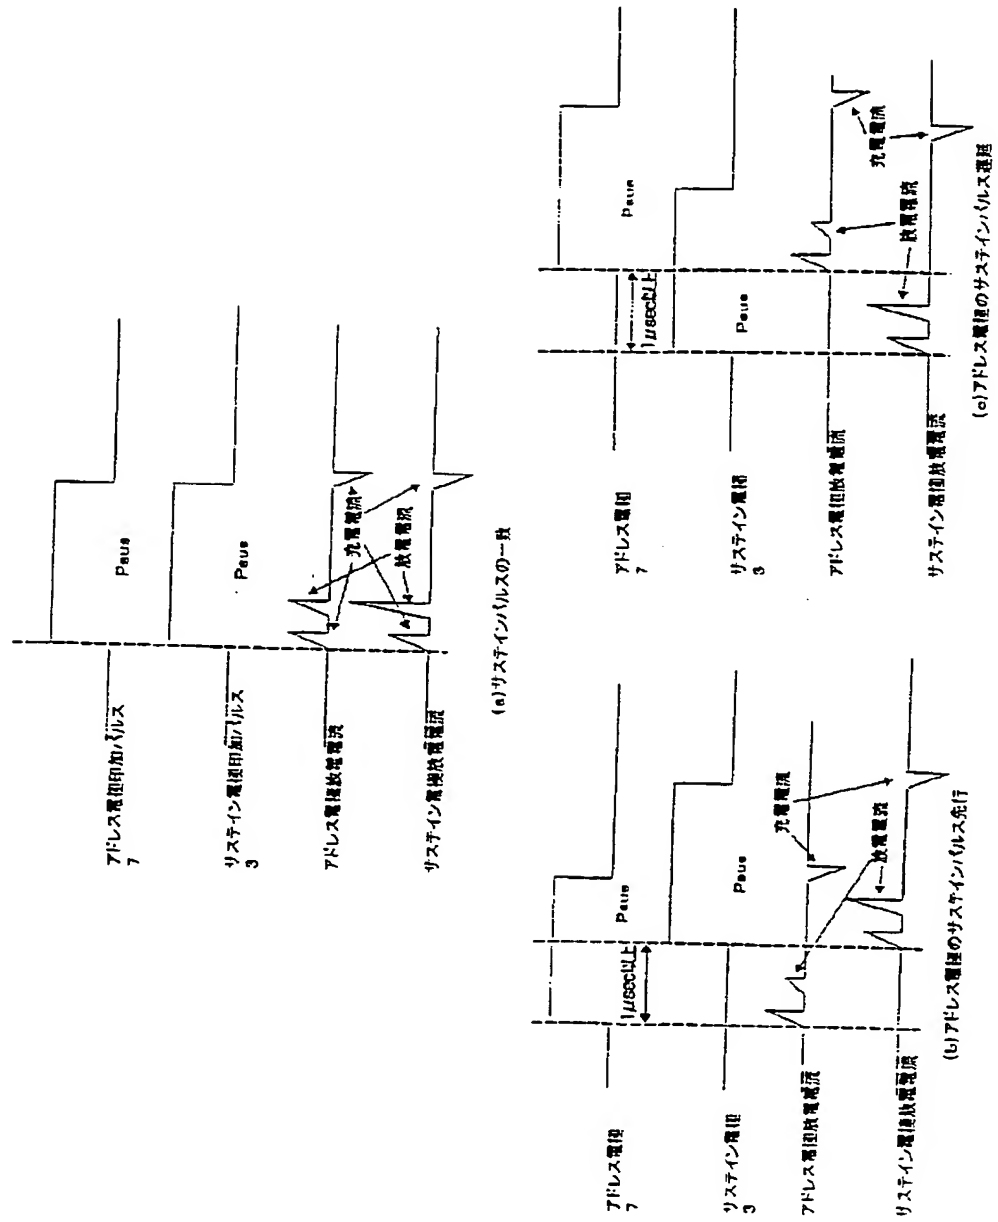 アドレス電極印加パルス
7
Paus
サステイン電極印加パルス
3
Paus
アドレス電極放電電流
充電電流
放電電流
サステイン電極放電電流
(a)サステインパルスの一致
アドレス電極
7
1μsec以上
Paus
サステイン電極
3
Paus
アドレス電極放電電流
充電電流
放電電流
サステイン電極放電電流
(b)アドレス電極のサステインパルス先行
アドレス電極
7
1μsec以上
Paus
サステイン電極
3
Paus
アドレス電極放電電流
放電電流
充電電流
サステイン電極放電電流
(c)アドレス電極のサステインパルス遅延